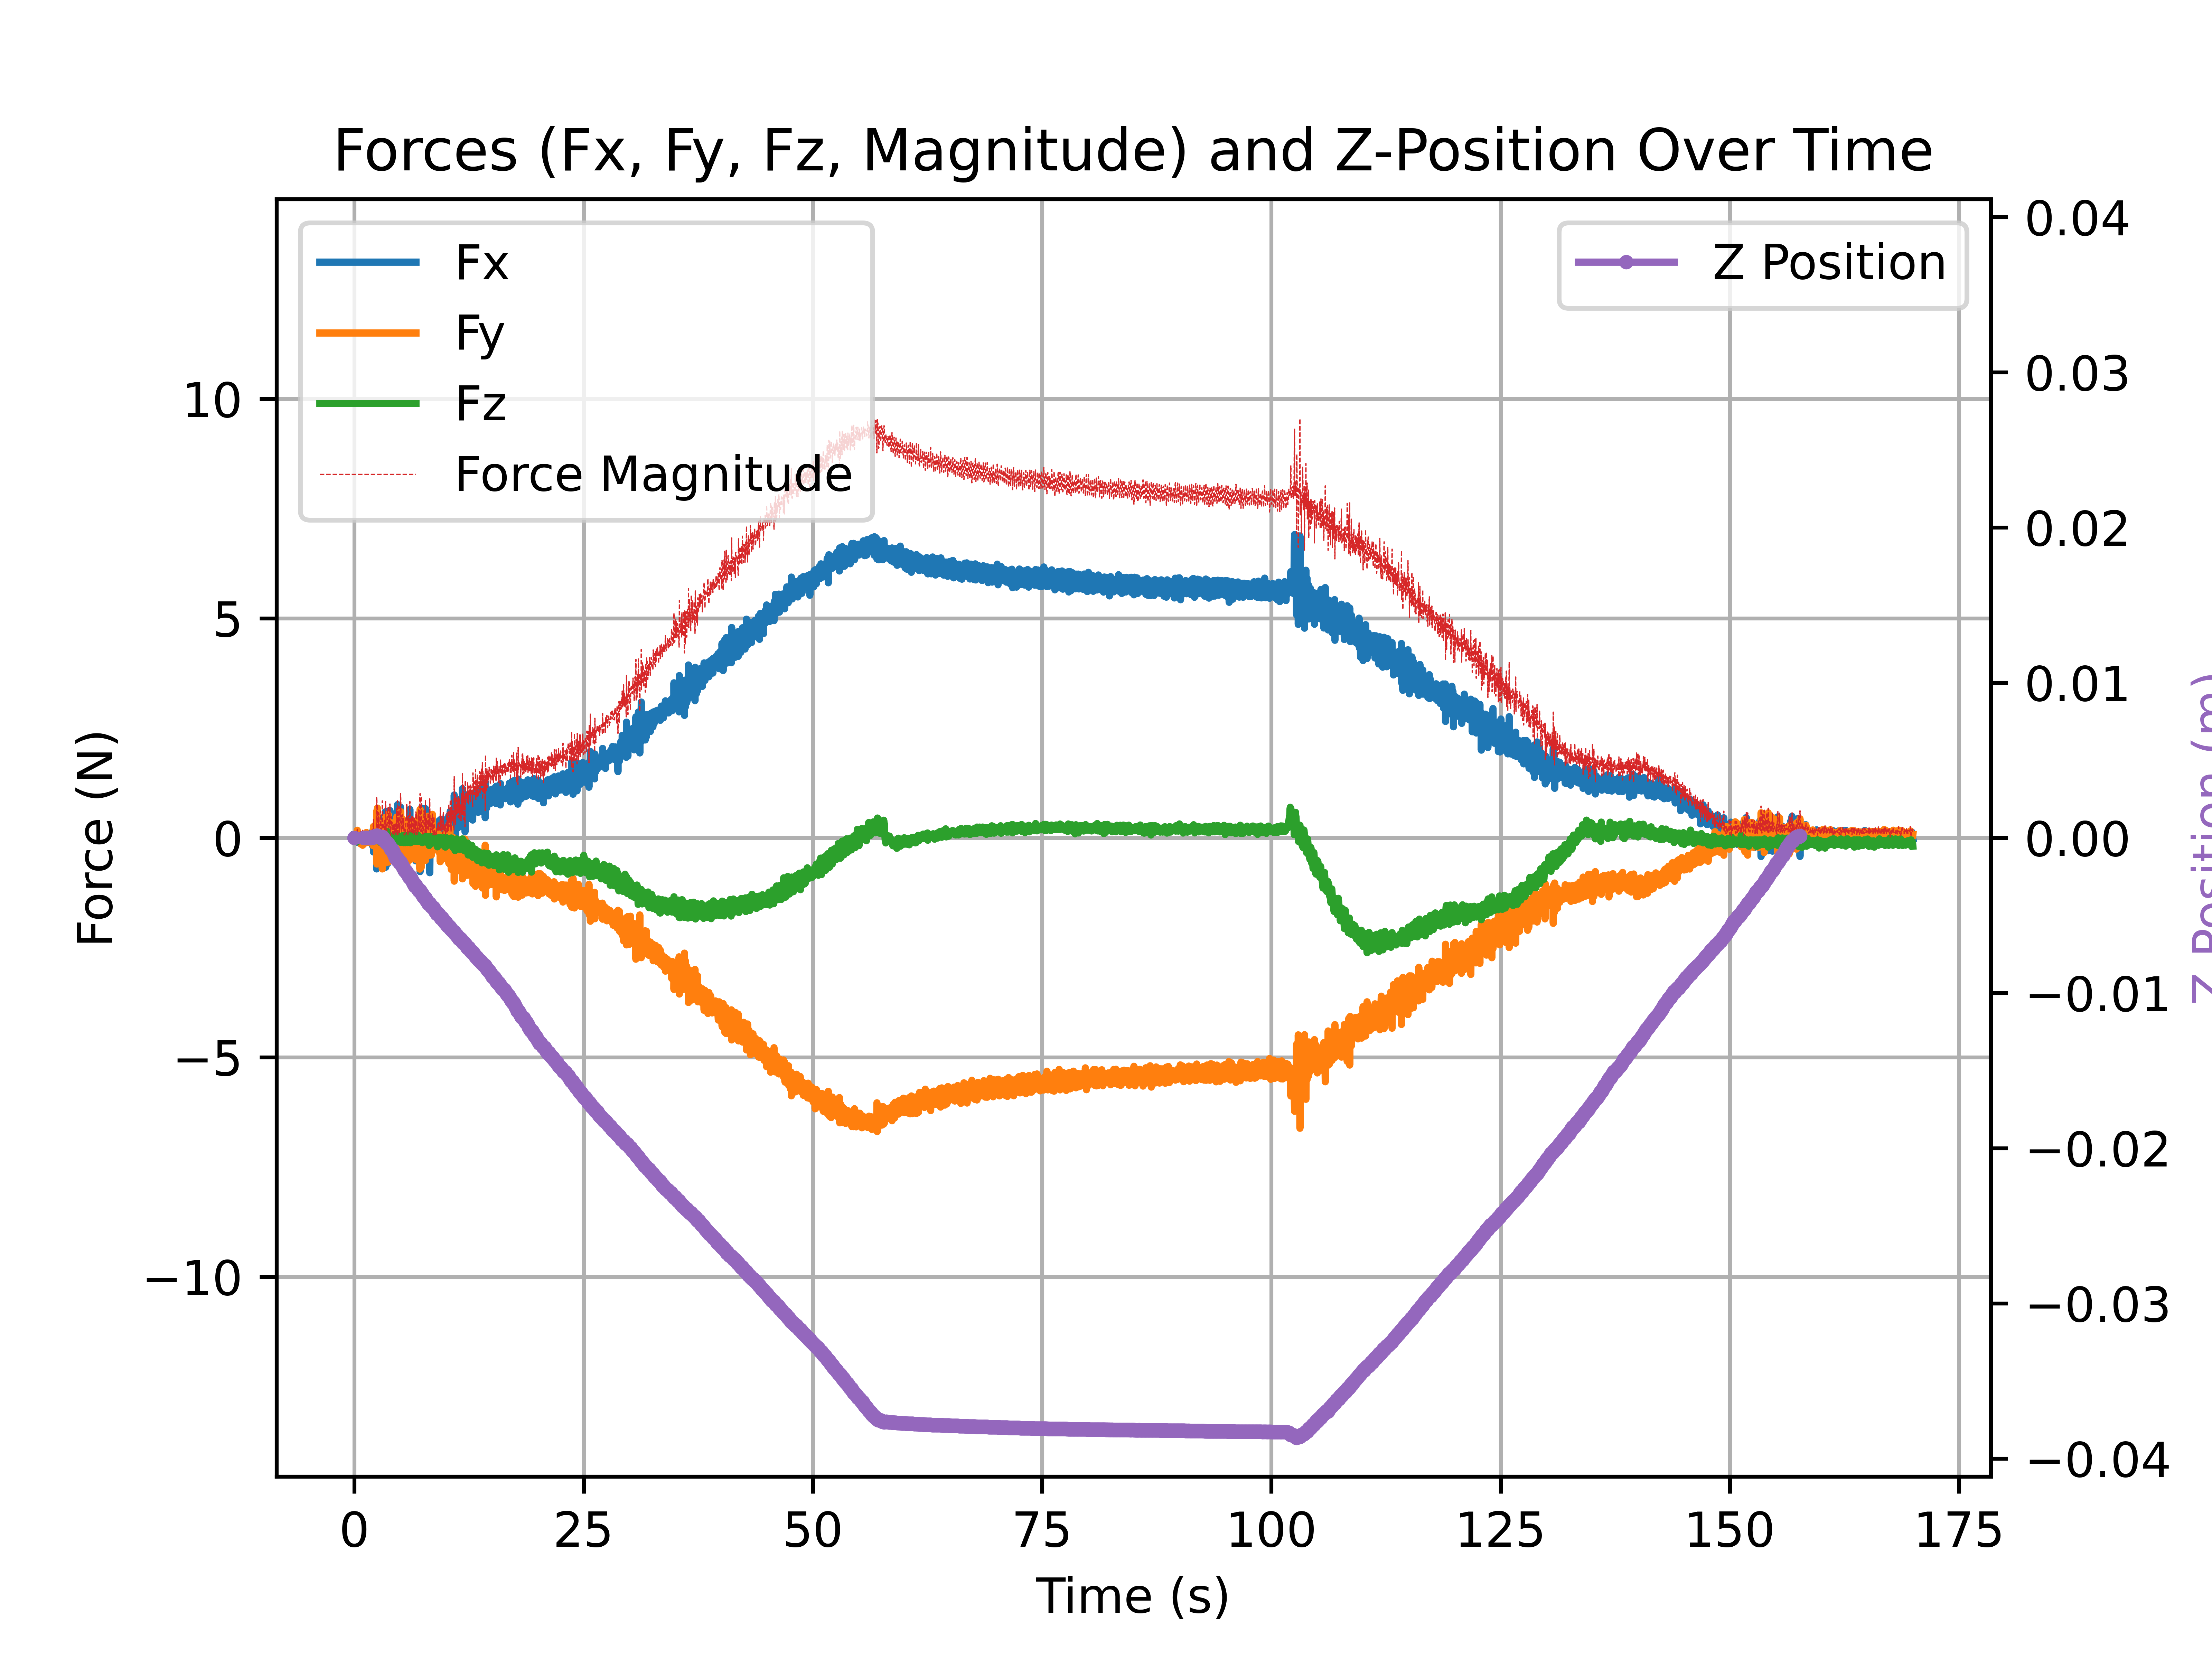 Forces (Fx, Fy, Fz, Magnitude) and Z-Position Over Time
Fx
Fy
Fz
Force Magnitude
Z Position
10
5
0
−5
−10
Force (N)
0.04
0.03
0.02
0.01
0.00
−0.01
−0.02
−0.03
−0.04
Z Position (m)
0
25
50
75
100
125
150
175
Time (s)